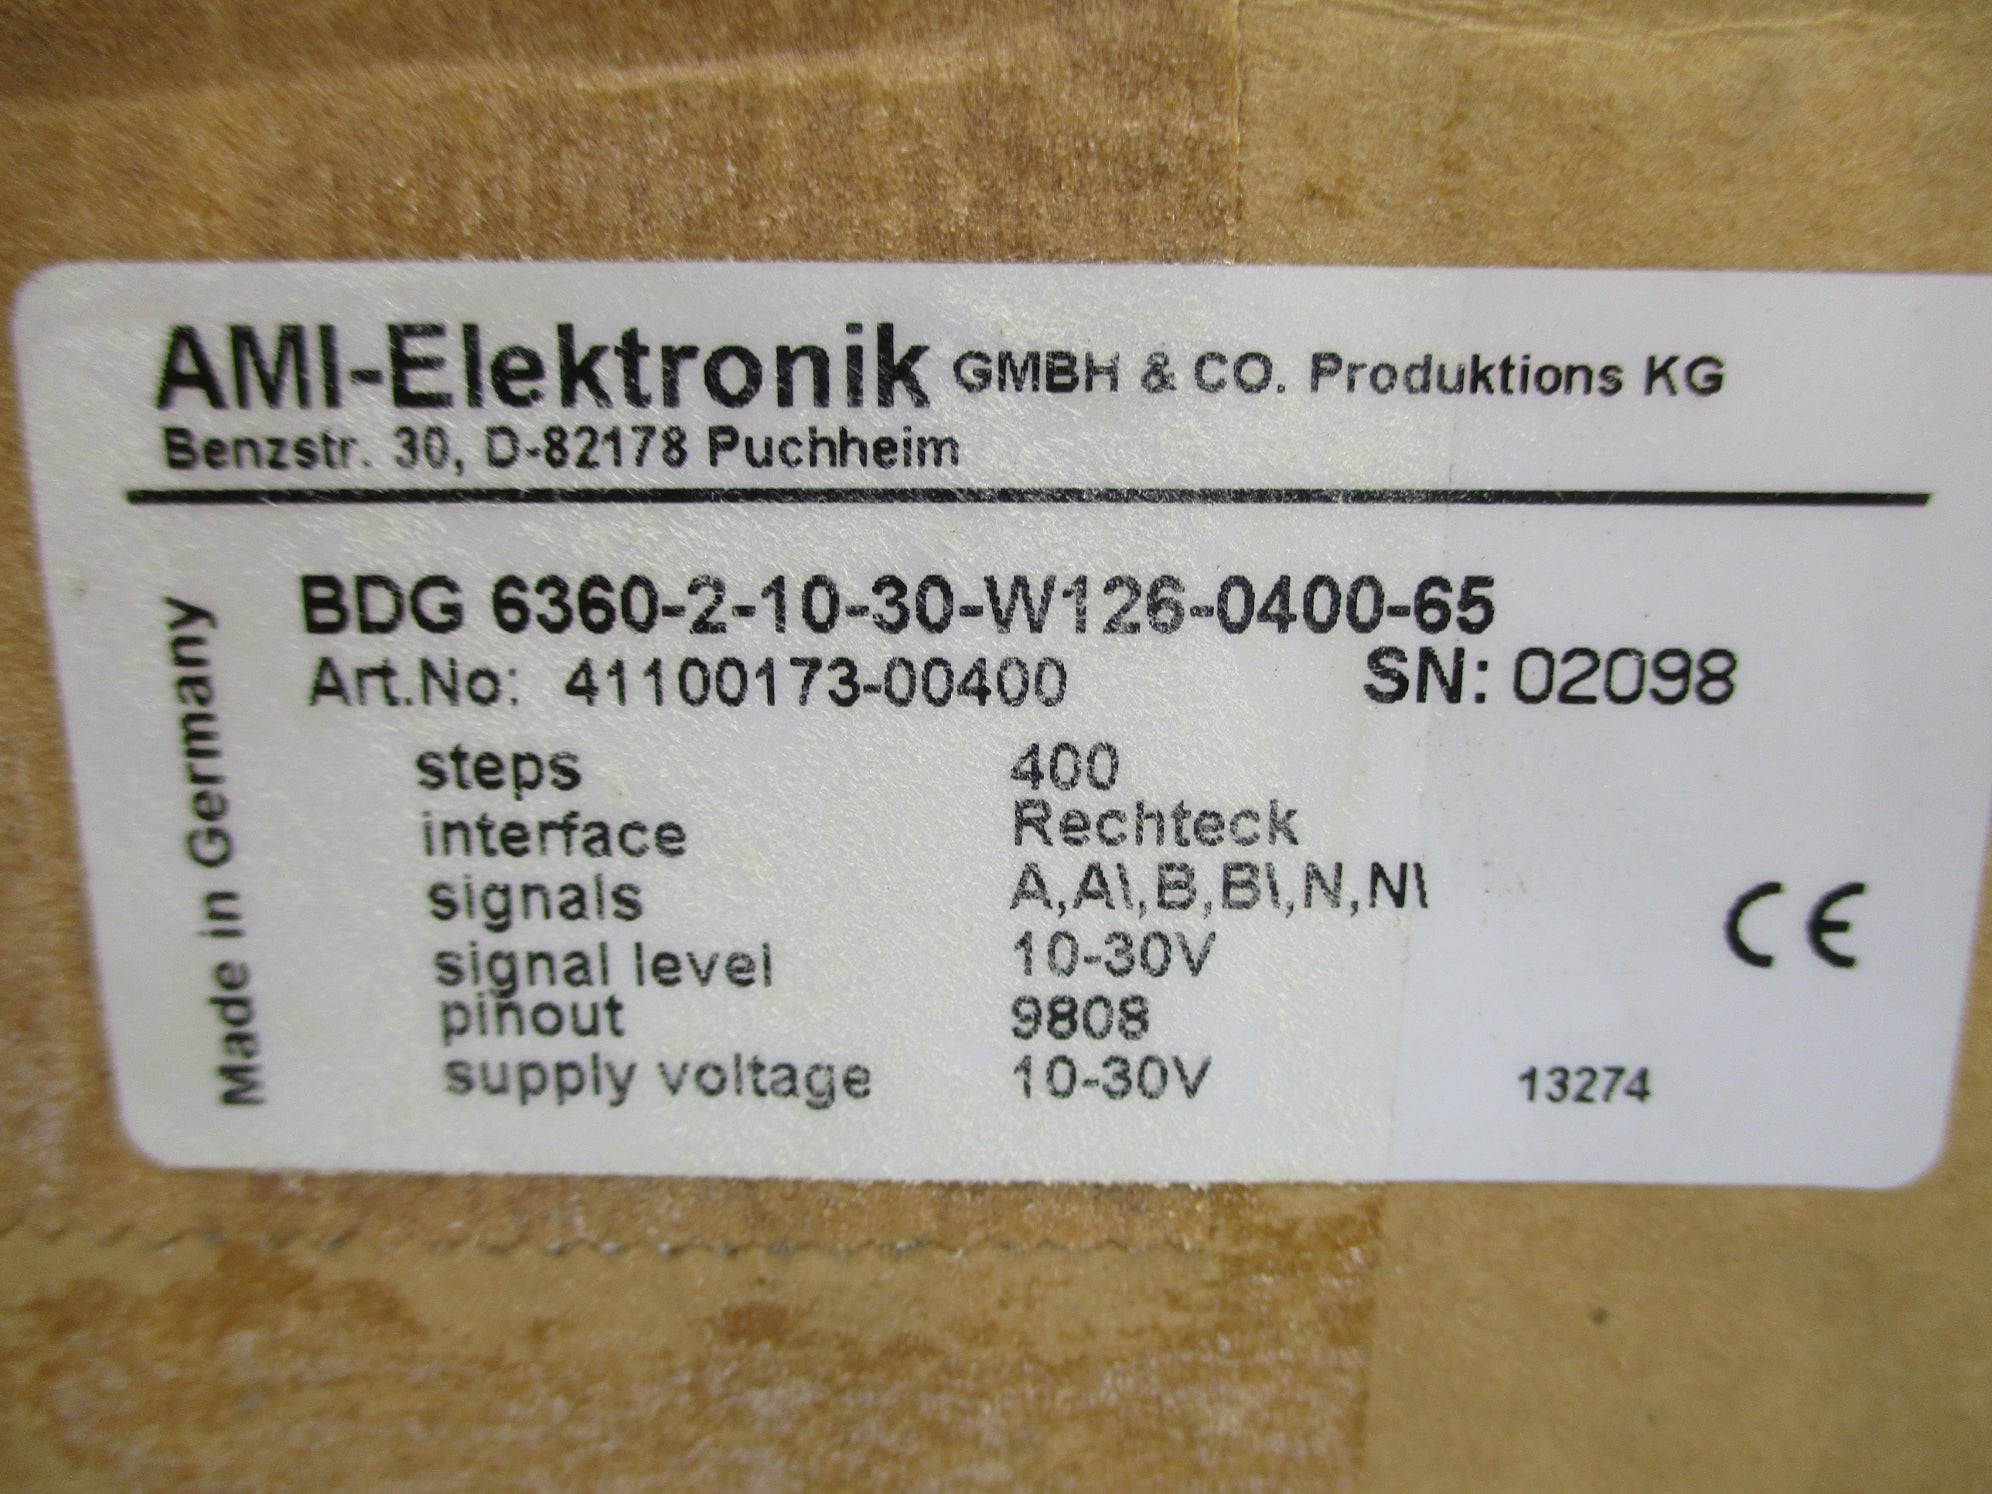 AMI-Elektronik GMBH & CO. Produktions KG
Benzstr. 30, D-82178 Puchheim
Made in Germany
BDG 6360-2-10-30-W126-0400-65
Art.No: 41100173-00400 SN: 02098
steps 400
interface Rechteck
signals A,A\,B,B\,N,N\
signal level 10-30V
pinout 9808
supply voltage 10-30V
CE
13274